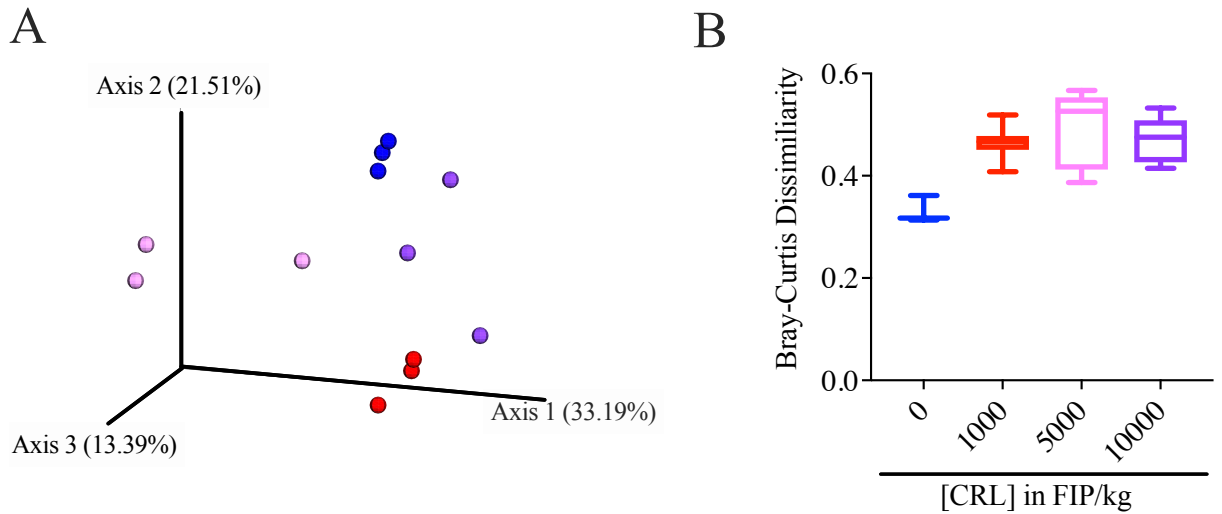 A
Axis 2 (21.51%)
Axis 1 (33.19%)
Axis 3 (13.39%)
B
Bray-Curtis Dissimiliarity
0.6
0.4
0.2
0.0
0
1000
5000
10000
[CRL] in FIP/kg